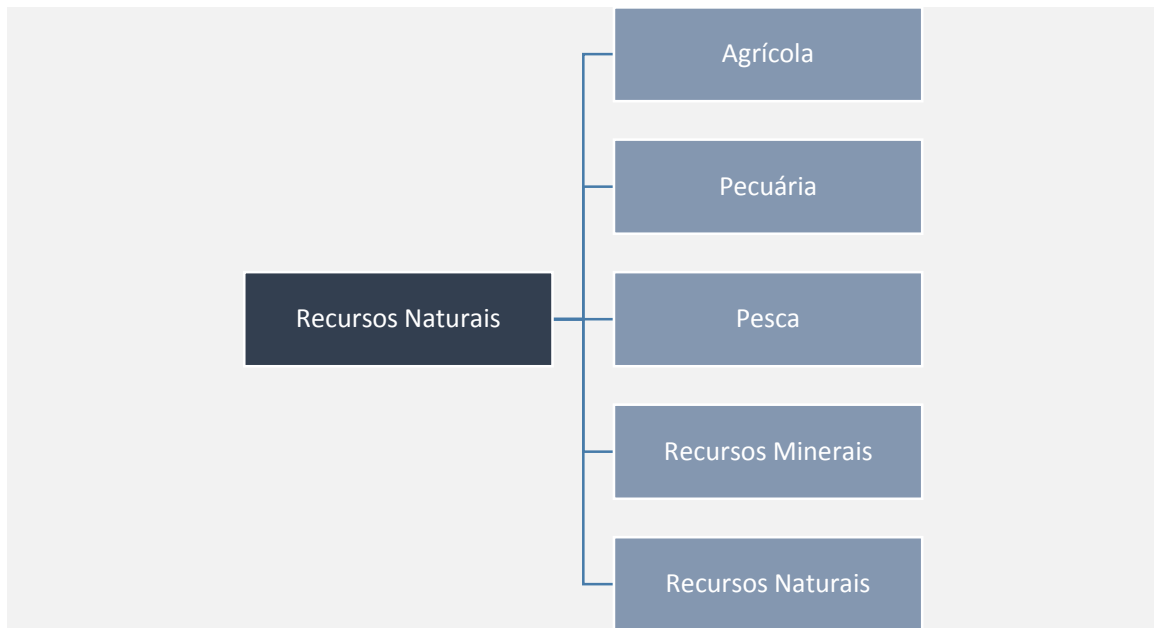 Agrícola
Pecuária
Recursos Naturais
Pesca
Recursos Minerais
Recursos Naturais